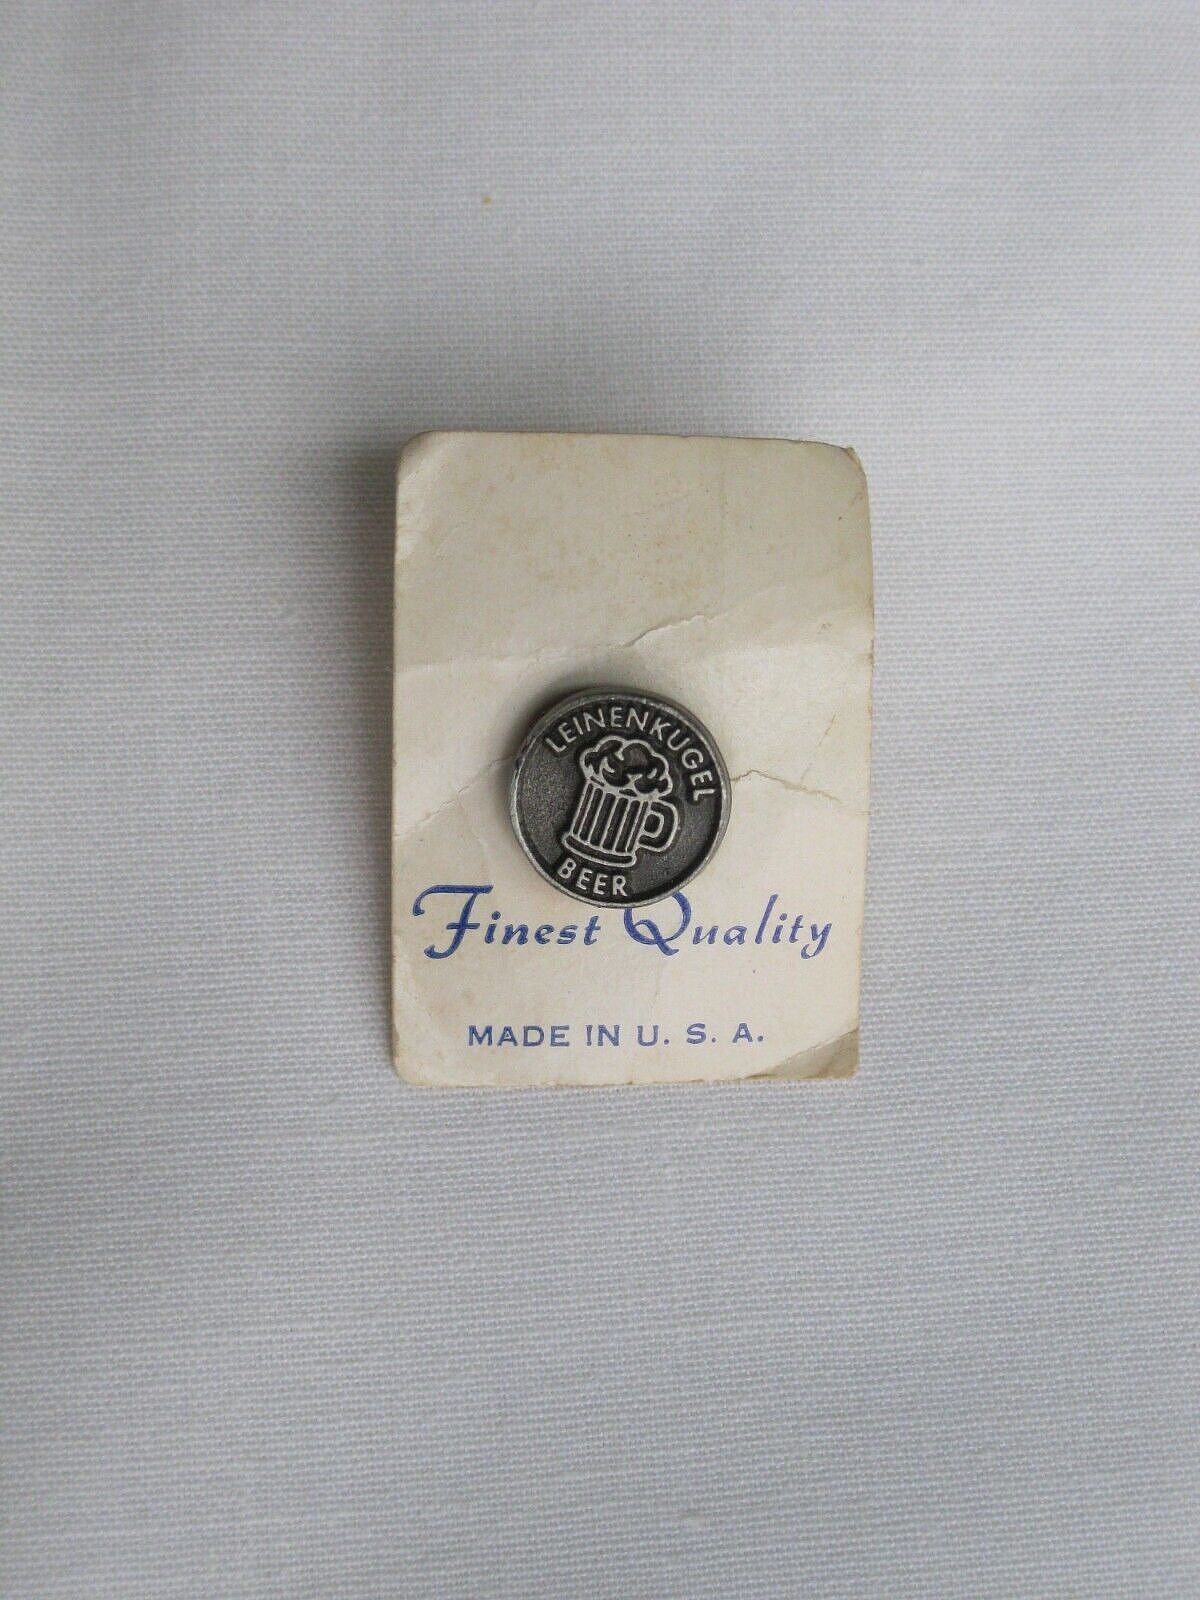 LEINENKUGEL
BEER
Finest Quality
MADE IN U. S. A.